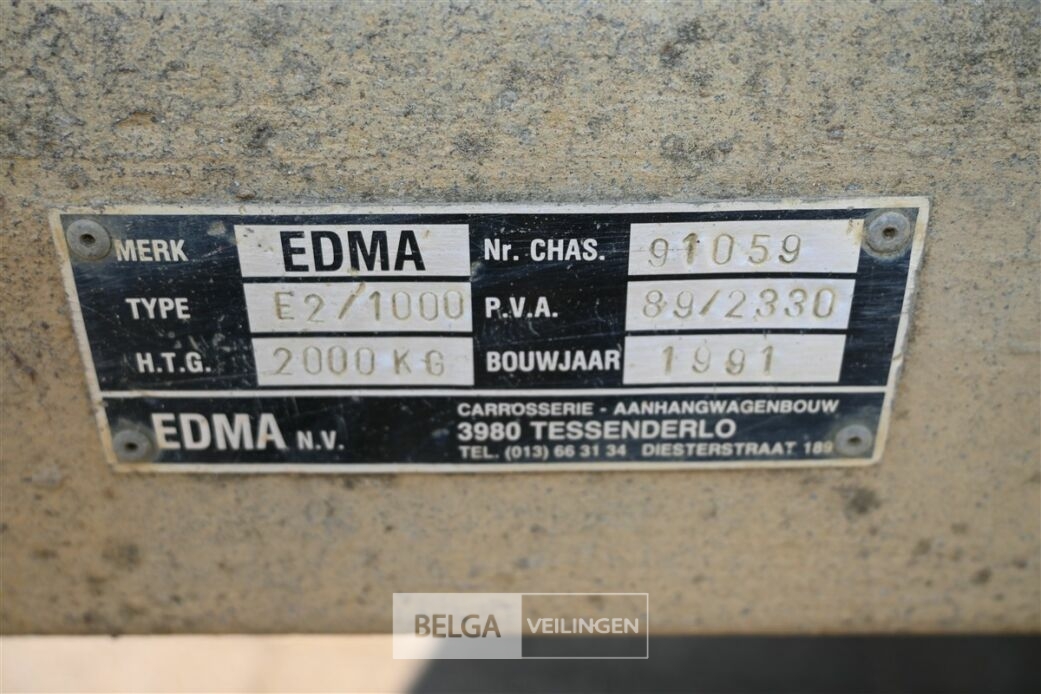 MERK EDMA Nr. CHAS. 91059
TYPE E2/1000 P.V.A. 89/2330
H.T.G. 2000 KG BOUWJAAR 1991
EDMA N.V.
CARROSSERIE - AANHANGWAGENBOUW
3980 TESSENDERLO
TEL. (013) 66 31 34 DIESTERSTRAAT 189
BELGA VEILINGEN